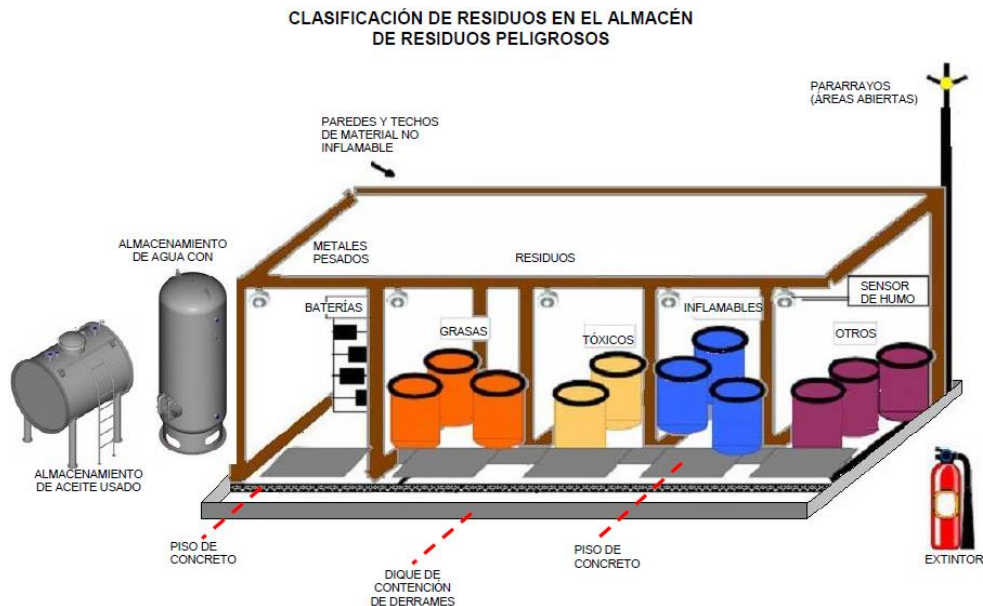 CLASIFICACIÓN DE RESIDUOS EN EL ALMACÉN
DE RESIDUOS PELIGROSOS
PARARRAYOS
(ÁREAS ABIERTAS)
PAREDES Y TECHOS
DE MATERIAL NO
INFLAMABLE
ALMACENAMIENTO
DE AGUA CON
METALES
PESADOS
RESIDUOS
SENSOR
DE HUMO
BATERÍAS
GRASAS
TÓXICOS
INFLAMABLES
OTROS
ALMACENAMIENTO
DE ACEITE USADO
PISO DE
CONCRETO
DIQUE DE
CONTENCIÓN
DE DERRAMES
PISO DE
CONCRETO
EXTINTOR